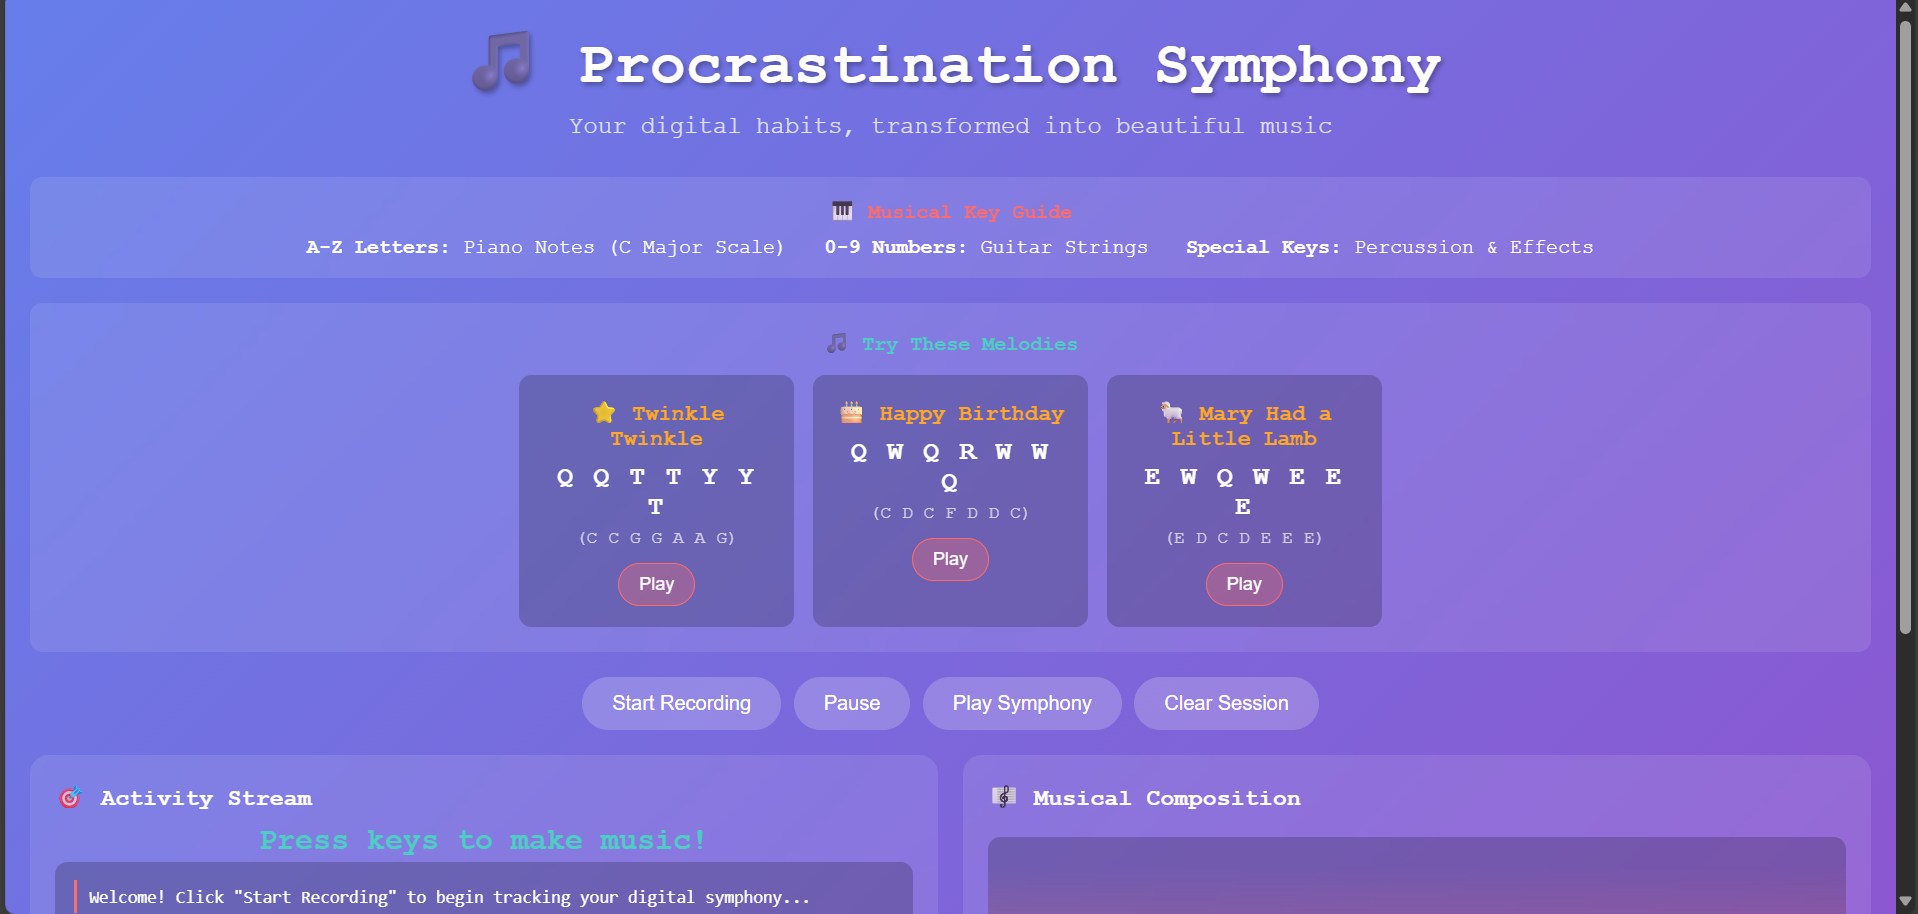 Procrastination Symphony
Your digital habits, transformed into beautiful music
Musical Key Guide
A-Z Letters: Piano Notes (C Major Scale) 0-9 Numbers: Guitar Strings Special Keys: Percussion & Effects
Try These Melodies
Twinkle
Twinkle
Q Q T T Y Y
T
(C C G G A A G)
Play
Happy Birthday
Q W Q R W W
Q
(C D C F D D C)
Play
Mary Had a
Little Lamb
E W Q W E E
E
(E D C D E E E)
Play
Start Recording
Pause
Play Symphony
Clear Session
Activity Stream
Press keys to make music!
Welcome! Click "Start Recording" to begin tracking your digital symphony...
Musical Composition